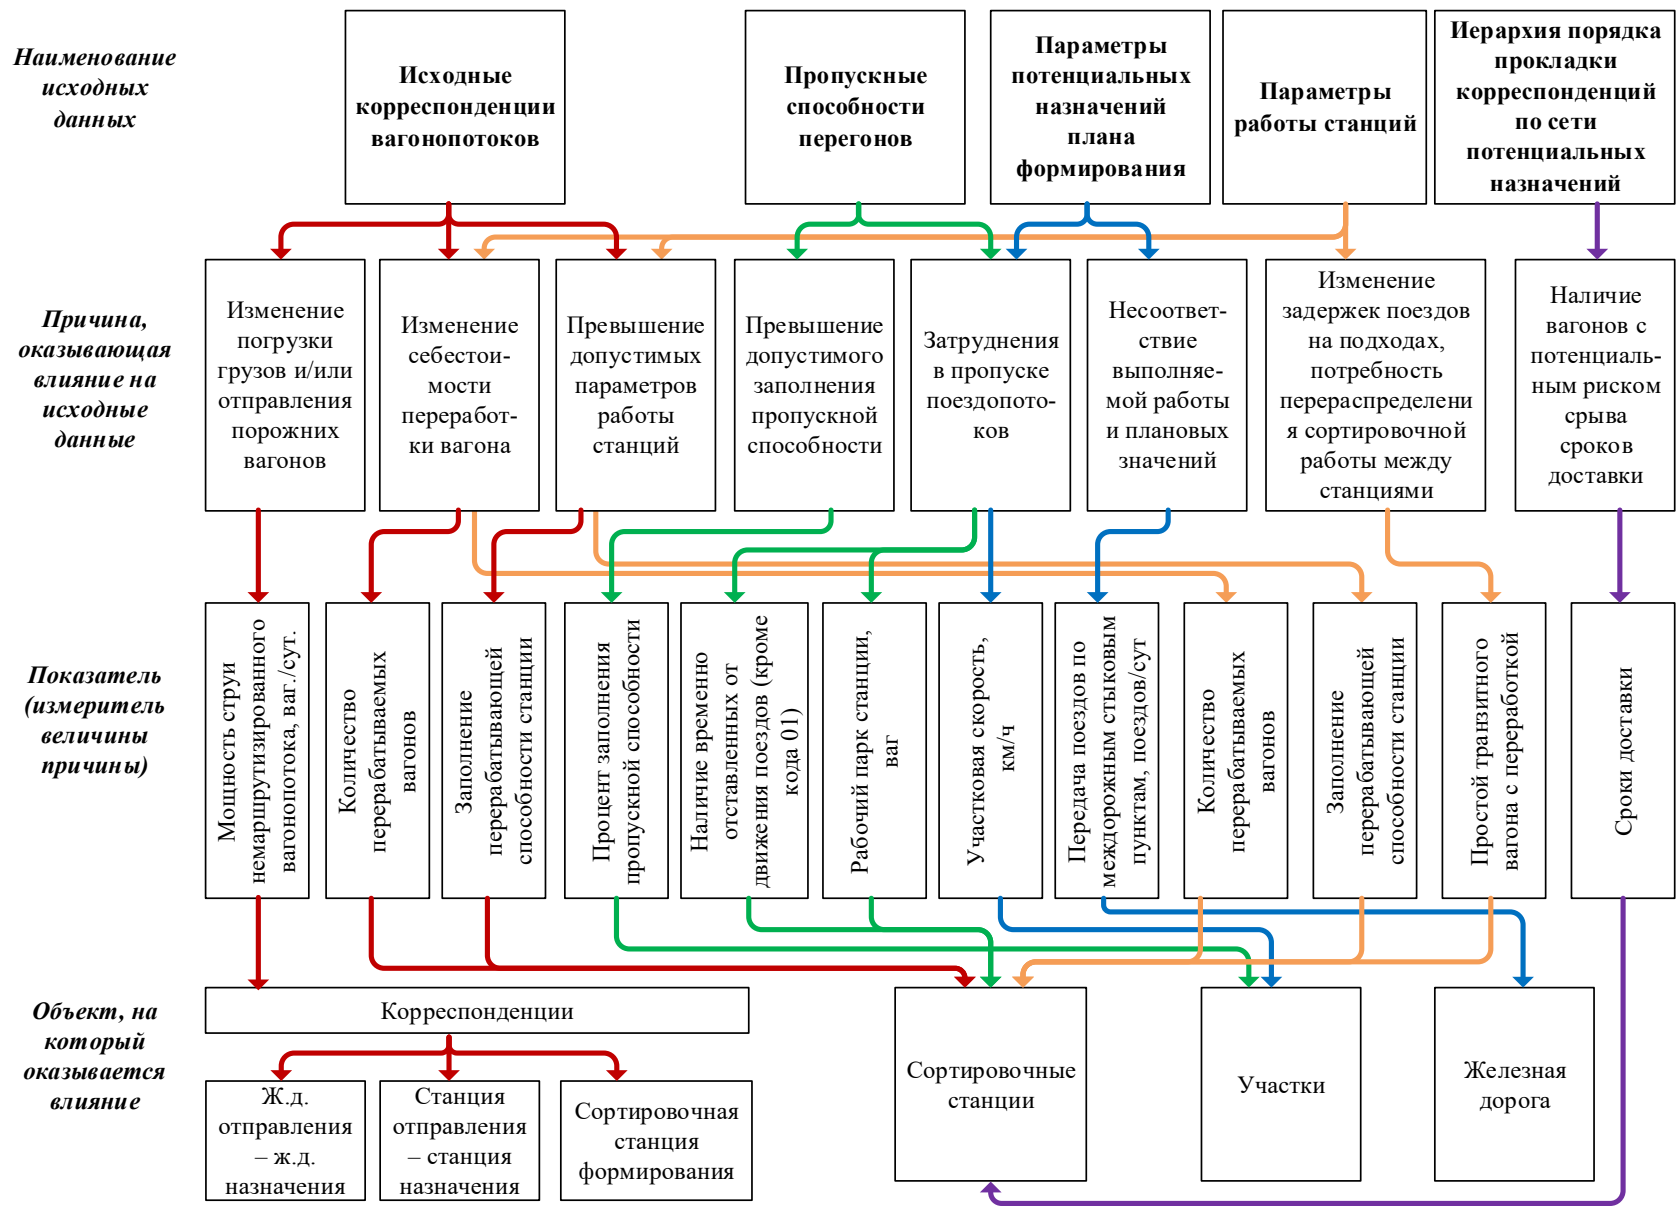 Наименование
исходных
данных
Исходные
корреспонденции
вагонопотоков
Пропускные
способности
перегонов
Параметры
потенциальных
назначений
плана
формирования
Параметры
работы станций
Иерархия порядка
прокладки
корреспонденций
по сети
потенциальных
назначений
Причина,
оказывающая
влияние на
исходные
данные
Изменение
погрузки
грузов и/или
отправления
порожних
вагонов
Изменение
себестои-
мости
переработ-
ки вагона
Превышение
допустимых
параметров
работы
станций
Превышение
допустимого
заполнения
пропускной
способности
Затруднения
в пропуске
поездопото-
ков
Несоответ-
ствие
выполняе-
мой работы
и плановых
значений
Изменение
задержек поездов
на подходах,
потребность
перераспределени
я сортировочной
работы между
станциями
Наличие
вагонов с
потенциаль-
ным риском
срыва
сроков
доставки
Показатель
(измеритель
величины
причины)
Мощность струи
немаршрутизированного
вагонопотока, ваг./сут.
Количество
перерабатываемых
вагонов
Заполнение
перерабатывающей
способности станции
Процент заполнения
пропускной способности
Наличие временно
отставленных от
движения поездов (кроме
кода 01)
Рабочий парк станции,
ваг
Участковая скорость,
км/ч
Передача поездов по
междорожным стыковым
пунктам, поездов/сут
Количество
перерабатываемых
вагонов
Заполнение
перерабатывающей
способности станции
Простой транзитного
вагона с переработкой
Сроки доставки
Объект, на
который
оказывается
влияние
Корреспонденции
Ж.д.
отправления
– ж.д.
назначения
Станция
отправления
– станция
назначения
Сортировочная
станция
формирования
Сортировочные
станции
Участки
Железная
дорога